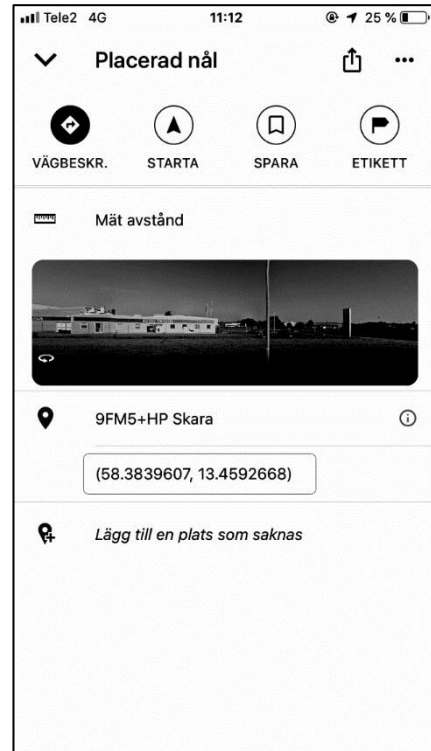 Tele2 4G 11:12 25 %
Placerad nål
VÄGBESKR. STARTA SPARA ETIKETT
Mät avstånd
9FM5+HP Skara
(58.3839607, 13.4592668)
Lägg till en plats som saknas